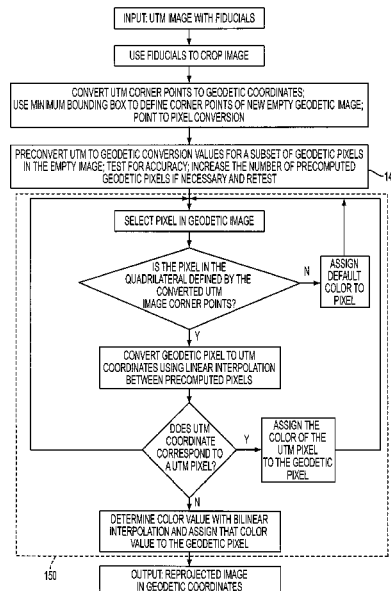 INPUT: UTM IMAGE WITH FIDUCIALS
USE FIDUCIALS TO CROP IMAGE
CONVERT UTM CORNER POINTS TO GEODETIC COORDINATES;
USE MINIMUM BOUNDING BOX TO DEFINE CORNER POINTS OF NEW EMPTY GEODETIC IMAGE;
POINT TO PIXEL CONVERSION
PRECONVERT UTM TO GEODETIC CONVERSION VALUES FOR A SUBSET OF GEODETIC PIXELS
IN THE EMPTY IMAGE; TEST FOR ACCURACY; INCREASE THE NUMBER OF PRECOMPUTED
GEODETIC PIXELS IF NECESSARY AND RETEST
SELECT PIXEL IN GEODETIC IMAGE
IS THE PIXEL IN THE
QUADRILATERAL DEFINED BY THE
CONVERTED UTM
IMAGE CORNER POINTS?
N
ASSIGN
DEFAULT
COLOR TO
PIXEL
Y
CONVERT GEODETIC PIXEL TO UTM
COORDINATES USING LINEAR INTERPOLATION
BETWEEN PRECOMPUTED PIXELS
DOES UTM
COORDINATE
CORRESPOND TO
A UTM PIXEL?
Y
ASSIGN THE
COLOR OF THE
UTM PIXEL
TO THE GEODETIC
PIXEL
N
DETERMINE COLOR VALUE WITH BILINEAR
INTERPOLATION AND ASSIGN THAT COLOR
VALUE TO THE GEODETIC PIXEL
150
OUTPUT: REPROJECTED IMAGE
IN GEODETIC COORDINATES